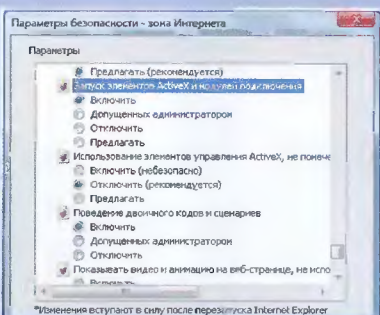 Параметры безопасности - зона Интернета
Параметры
Предлагать (рекомендуется)
Запуск элементов ActiveX и модулей подключения
Включить
Допущенных администратором
Отключить
Предлагать
Использование элементов управления ActiveX, не помече
Включить (небезопасно)
Отключить (рекомендуется)
Предлагать
Поведение двоичного кодов и сценариев
Включить
Допущенных администратором
Отключить
Показывать видео и анимацию на веб-странице, не испо
Включить
*Изменения вступают в силу после перезапуска Internet Explorer